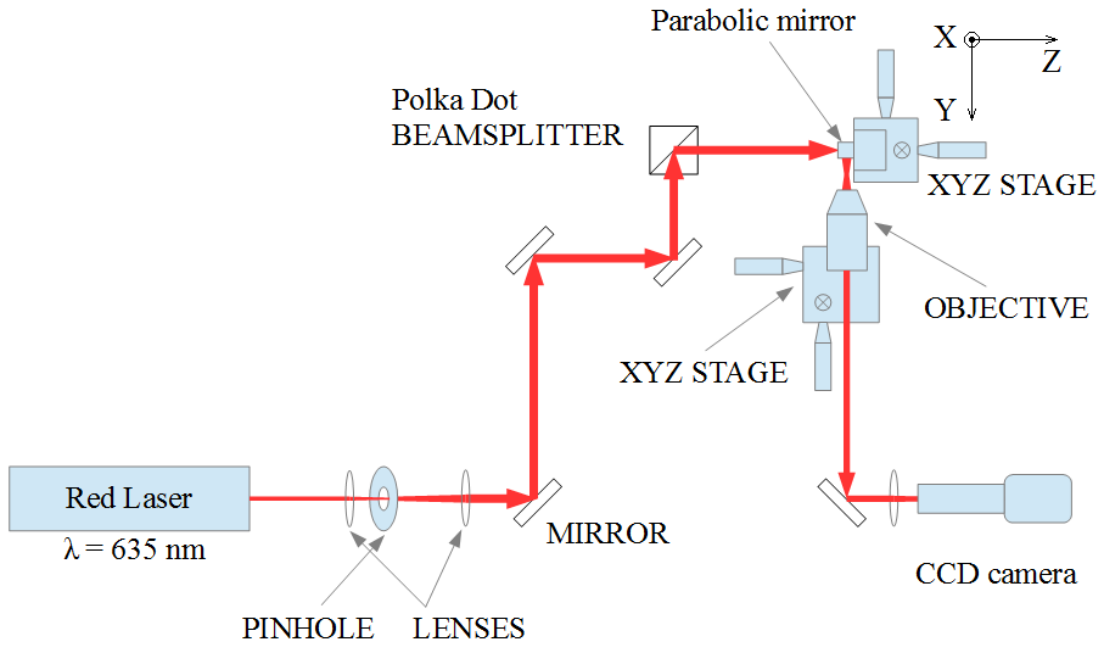 Parabolic mirror
X
Z
Y
Polka Dot
BEAMSPLITTER
XYZ STAGE
OBJECTIVE
XYZ STAGE
Red Laser
λ = 635 nm
MIRROR
CCD camera
PINHOLE
LENSES